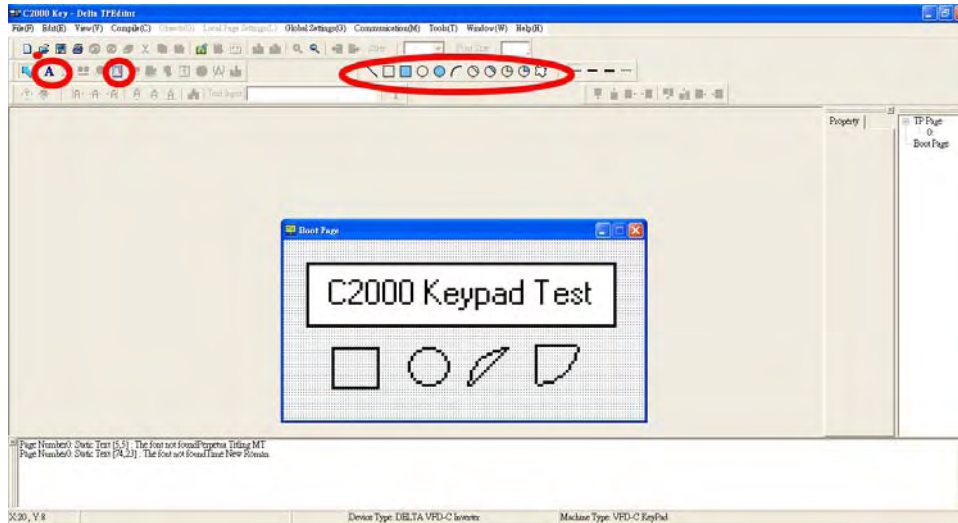 C2000 Key - Delta TPEditor
File(F) Edit(E) View(V) Compile(C) Objects(O) Local Page Settings(L) Global Settings(G) Communication(M) Tools(T) Window(W) Help(H)
A
Text Input
Property
TP Page
0:
Boot Page
Boot Page
C2000 Keypad Test
Page Number0: Static Text [5,5] : The font not foundPerpetua Titling MT
Page Number0: Static Text [74,23] : The font not foundTime New Roman
X:20, Y:8 Device Type: DELTA VFD-C Inverter Machine Type: VFD-C KeyPad